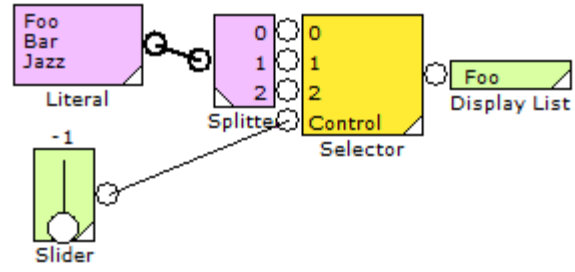 Foo
Bar
Jazz
Literal
0
1
2
Splitter
0
1
2
Control
Selector
Foo
Display List
-1
Slider